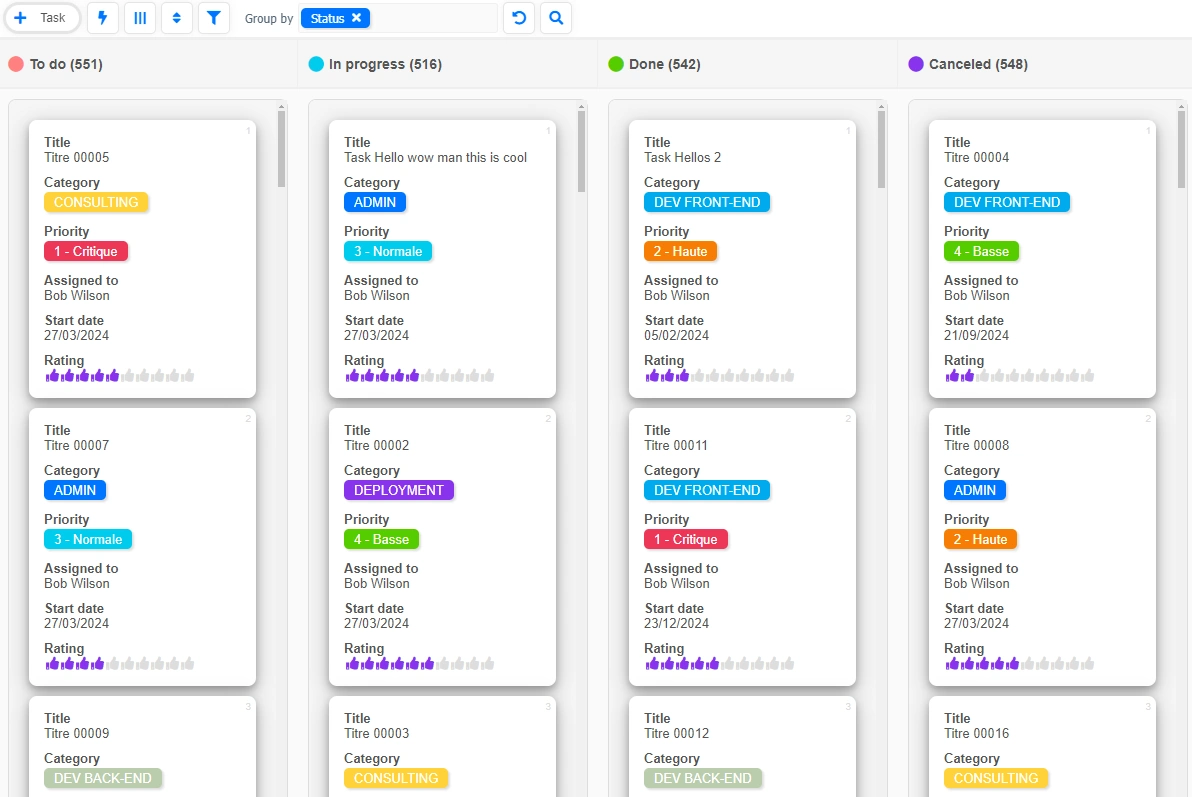 Task
Group by
Status
To do (551)
In progress (516)
Done (542)
Canceled (548)
1
Title
Titre 00005
Category
CONSULTING
Priority
1 - Critique
Assigned to
Bob Wilson
Start date
27/03/2024
Rating
2
Title
Titre 00007
Category
ADMIN
Priority
3 - Normale
Assigned to
Bob Wilson
Start date
27/03/2024
Rating
3
Title
Titre 00009
Category
DEV BACK-END
1
Title
Task Hello wow man this is cool
Category
ADMIN
Priority
3 - Normale
Assigned to
Bob Wilson
Start date
27/03/2024
Rating
2
Title
Titre 00002
Category
DEPLOYMENT
Priority
4 - Basse
Assigned to
Bob Wilson
Start date
27/03/2024
Rating
3
Title
Titre 00003
Category
CONSULTING
1
Title
Task Hellos 2
Category
DEV FRONT-END
Priority
2 - Haute
Assigned to
Bob Wilson
Start date
05/02/2024
Rating
2
Title
Titre 00011
Category
DEV FRONT-END
Priority
1 - Critique
Assigned to
Bob Wilson
Start date
23/12/2024
Rating
3
Title
Titre 00012
Category
DEV BACK-END
1
Title
Titre 00004
Category
DEV FRONT-END
Priority
4 - Basse
Assigned to
Bob Wilson
Start date
21/09/2024
Rating
2
Title
Titre 00008
Category
ADMIN
Priority
2 - Haute
Assigned to
Bob Wilson
Start date
27/03/2024
Rating
3
Title
Titre 00016
Category
CONSULTING